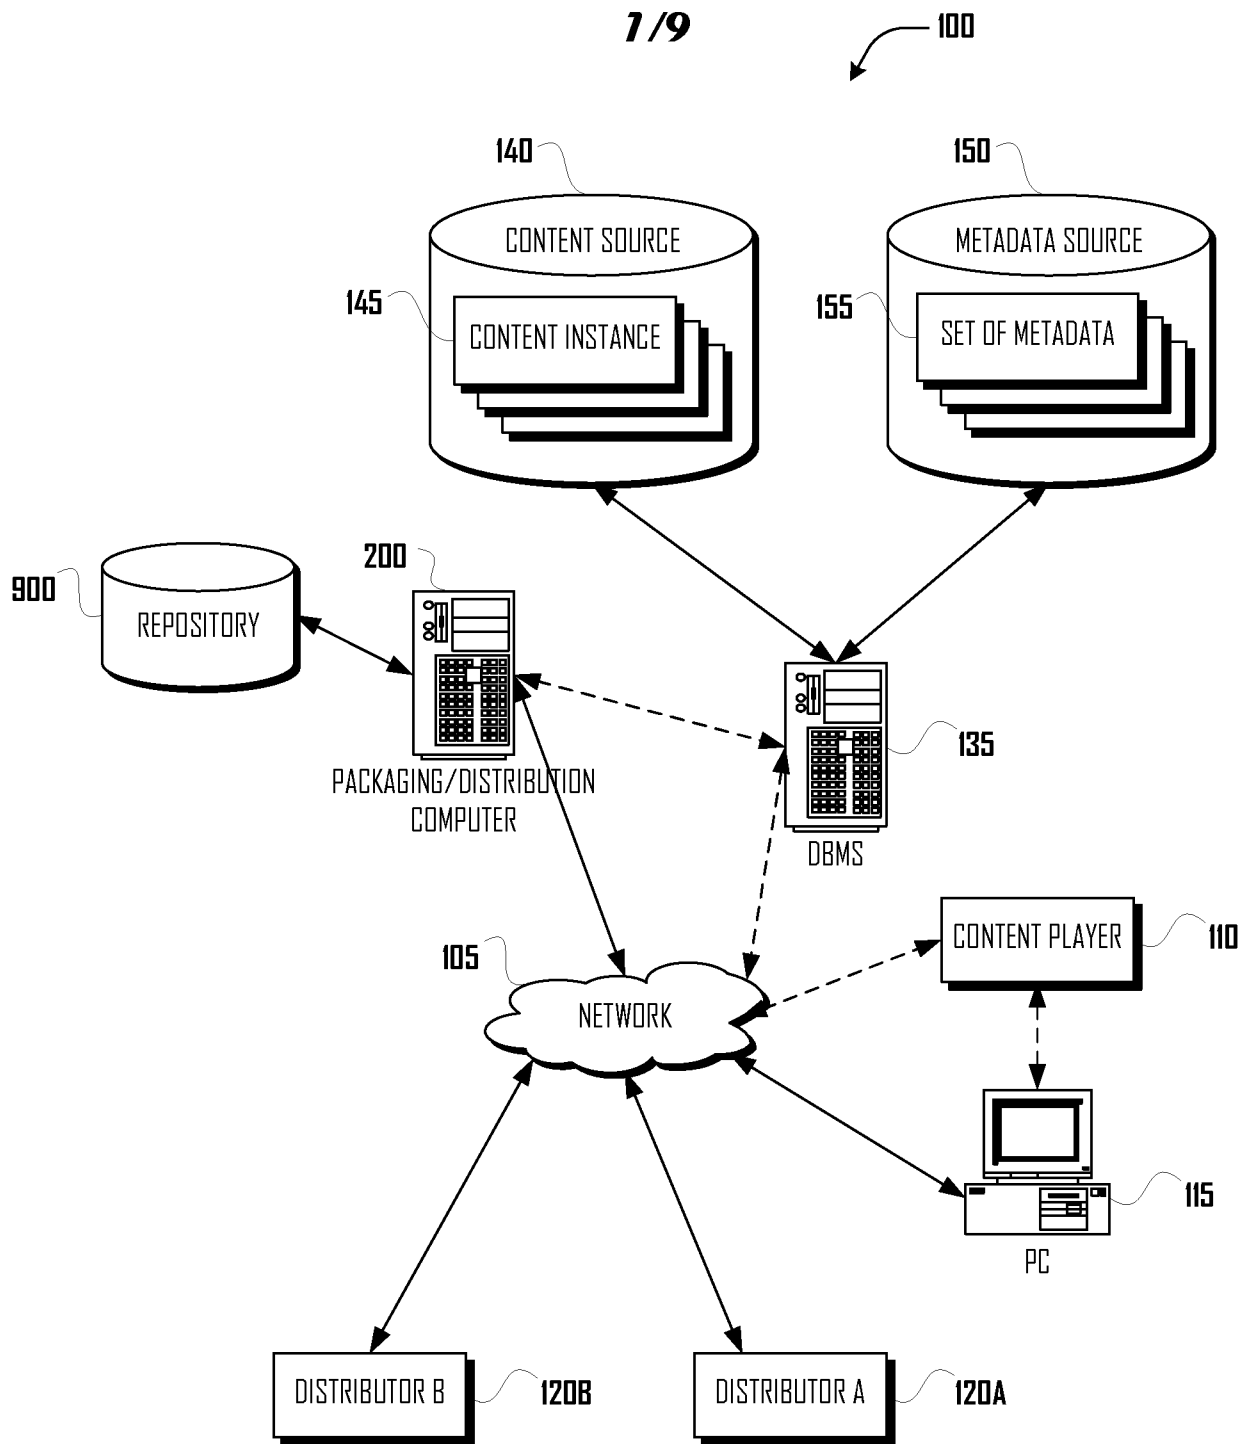 1/9
100
140
150
CONTENT SOURCE
METADATA SOURCE
145
CONTENT INSTANCE
155
SET OF METADATA
200
900
REPOSITORY
135
PACKAGING/DISTRIBUTION
COMPUTER
DBMS
CONTENT PLAYER
110
105
NETWORK
115
PC
DISTRIBUTOR B
120B
DISTRIBUTOR A
120A